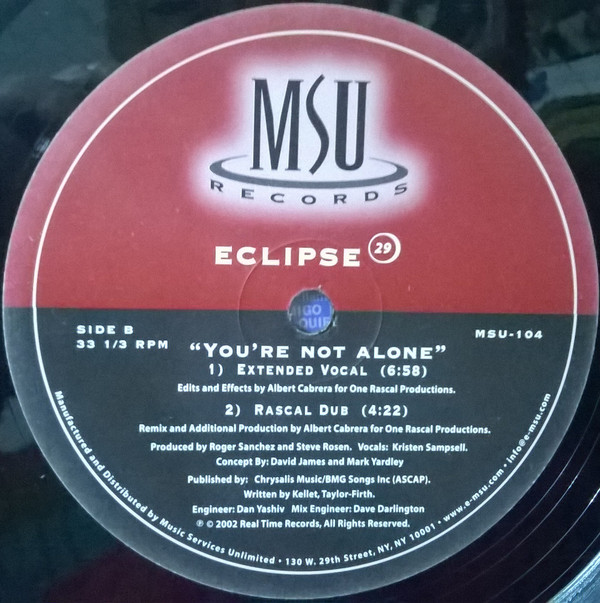 MSU
RECORDS
ECLIPSE 29
SIDE B
33 1/3 RPM
MSU-104
"YOU'RE NOT ALONE"
1) EXTENDED VOCAL (6:58)
Edits and Effects by Albert Cabrera for One Rascal Productions.
2) RASCAL DUB (4:22)
Remix and Additional Production by Albert Cabrera for One Rascal Productions.
Produced by Roger Sanchez and Steve Rosen. Vocals: Kristen Sampsell.
Concept By: David James and Mark Yardley
Published by: Chrysalis Music/BMG Songs Inc (ASCAP).
Written by Kellet, Taylor-Firth.
Engineer: Dan Yashiv Mix Engineer: Dave Darlington
℗ © 2002 Real Time Records, All Rights Reserved.
Manufactured and Distributed by Music Services Unlimited • 130 W. 29th Street, NY, NY 10001 • www.e-msu.com • info@e-msu.com